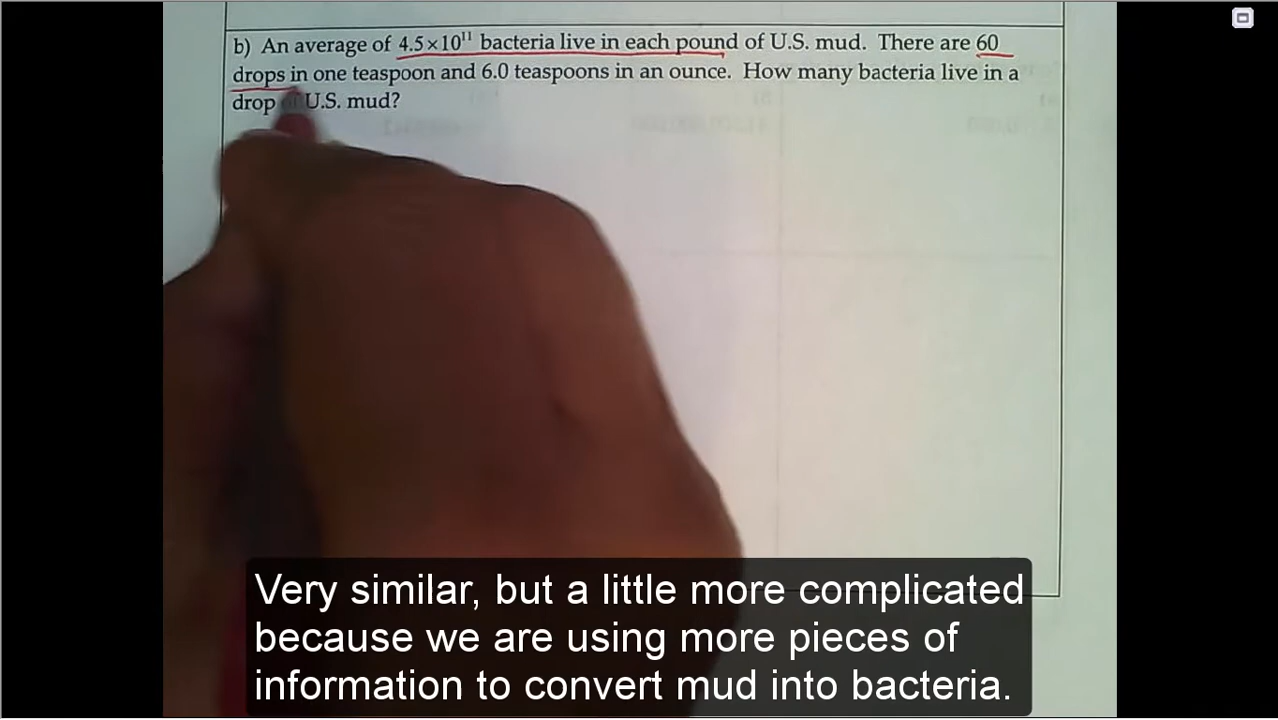 b) An average of 4.5×10¹¹ bacteria live in each pound of U.S. mud. There are 60
drops in one teaspoon and 6.0 teaspoons in an ounce. How many bacteria live in a
drop of U.S. mud?
Very similar, but a little more complicated
because we are using more pieces of
information to convert mud into bacteria.